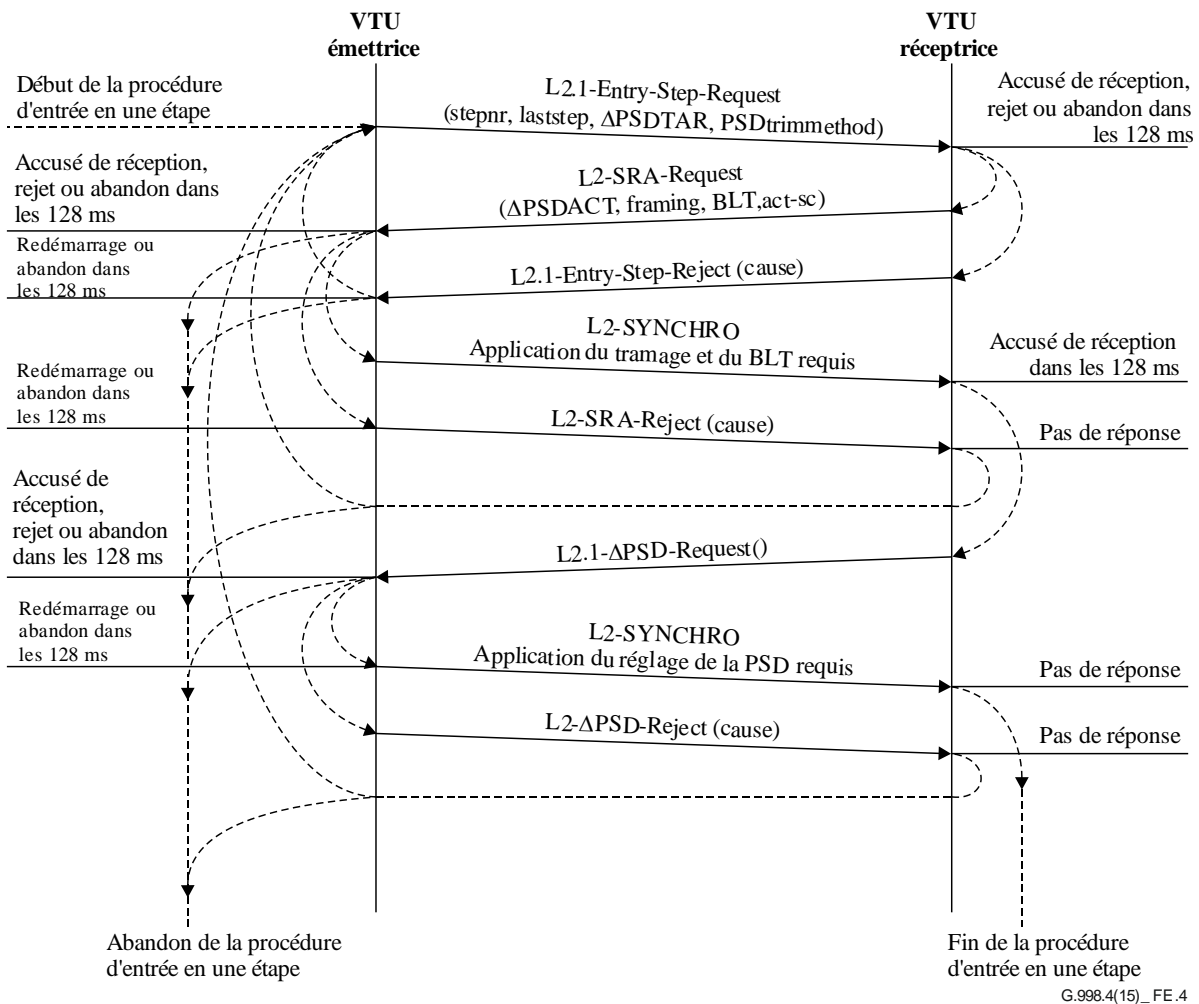 VTU
émettrice
VTU
réceptrice
Début de la procédure
d'entrée en une étape
L2.1-Entry-Step-Request
(stepnr, laststep, ΔPSDTAR, PSDtrimmethod)
Accusé de réception,
rejet ou abandon dans
les 128 ms
Accusé de réception,
rejet ou abandon dans
les 128 ms
L2-SRA-Request
(ΔPSDACT, framing, BLT,act-sc)
Redémarrage ou
abandon dans
les 128 ms
L2.1-Entry-Step-Reject (cause)
L2-SYNCHRO
Application du tramage et du BLT requis
Accusé de réception
dans les 128 ms
Redémarrage ou
abandon dans
les 128 ms
L2-SRA-Reject (cause)
Pas de réponse
Accusé de
réception,
rejet ou abandon
dans les 128 ms
L2.1-ΔPSD-Request()
Redémarrage ou
abandon dans
les 128 ms
L2-SYNCHRO
Application du réglage de la PSD requis
Pas de réponse
L2-ΔPSD-Reject (cause)
Pas de réponse
Abandon de la procédure
d'entrée en une étape
Fin de la procédure
d'entrée en une étape
G.998.4(15)_FE.4